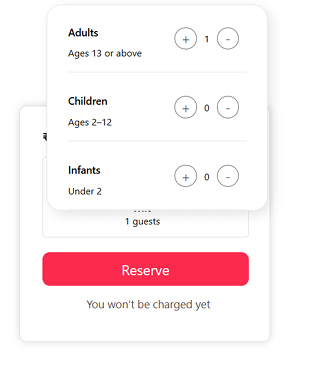 Adults
Ages 13 or above
+ 1 -
Children
Ages 2–12
+ 0 -
Infants
Under 2
+ 0 -
1 guests
Reserve
You won't be charged yet